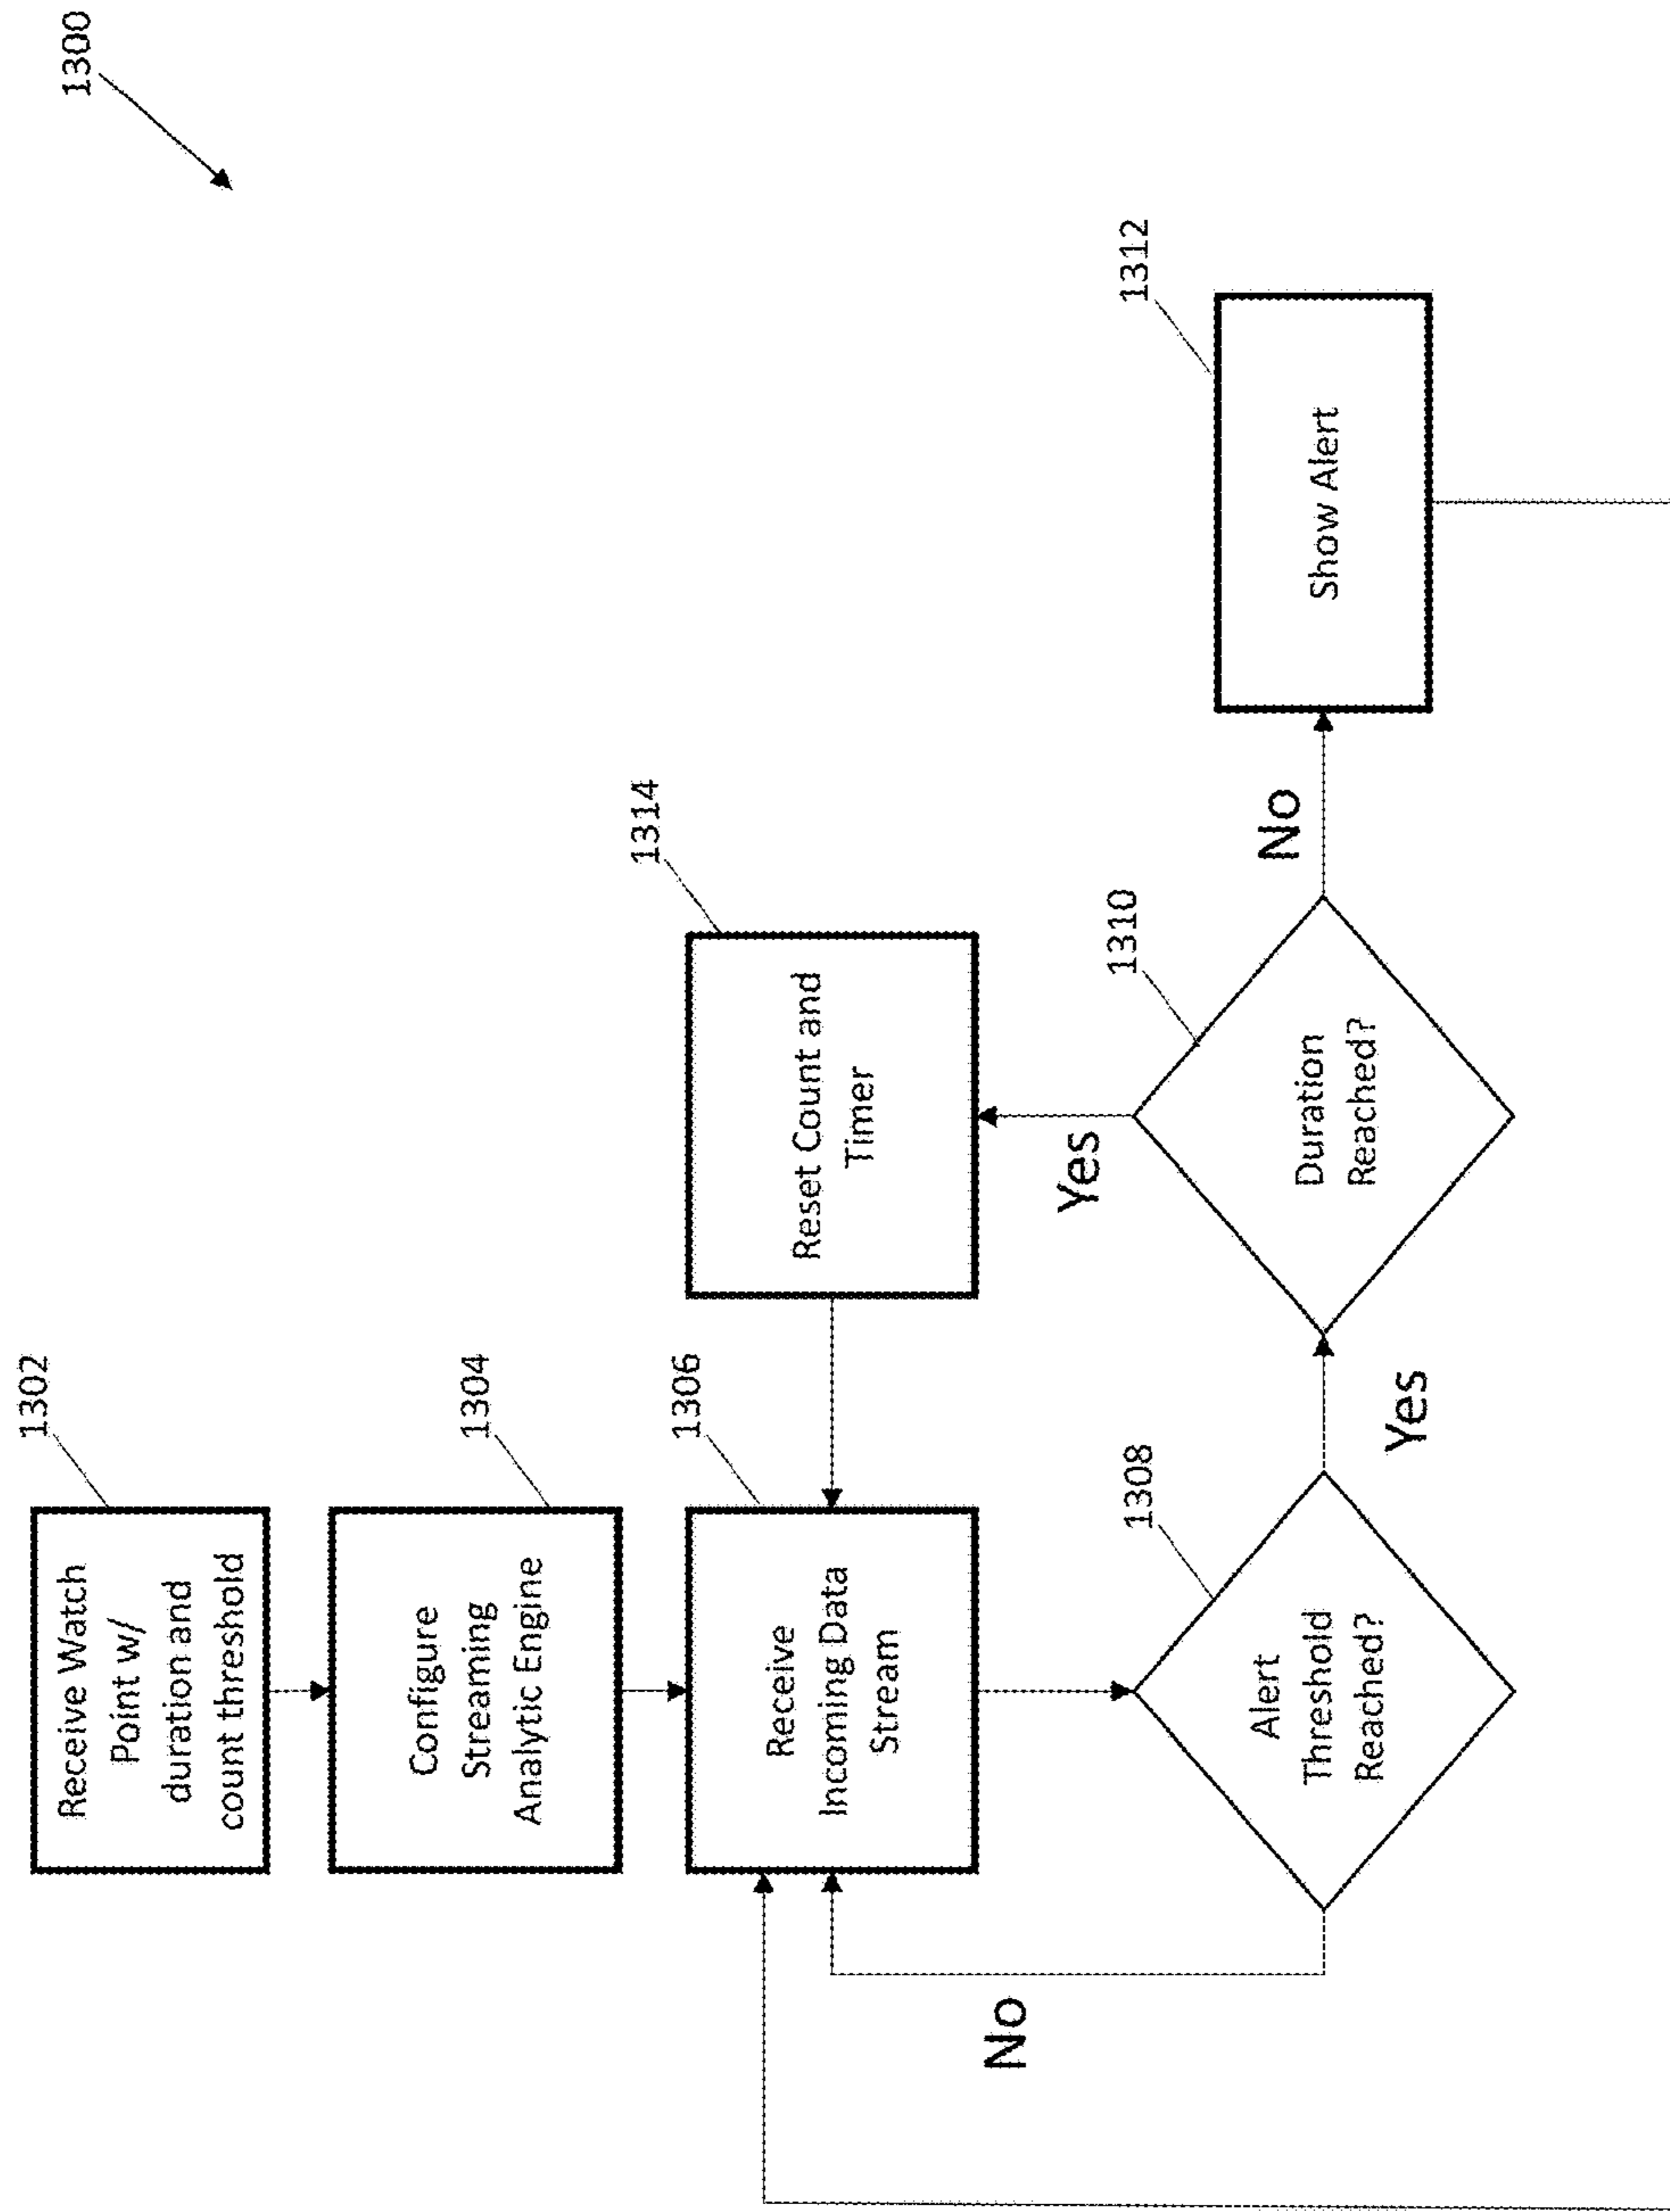 1300
1302
Receive Watch
Point w/
duration and
count threshold
1304
Configure
Streaming
Analytic Engine
1306
Receive
Incoming Data
Stream
1314
Reset Count and
Timer
1308
Alert
Threshold
Reached?
No
Yes
1310
Duration
Reached?
Yes
No
1312
Show Alert